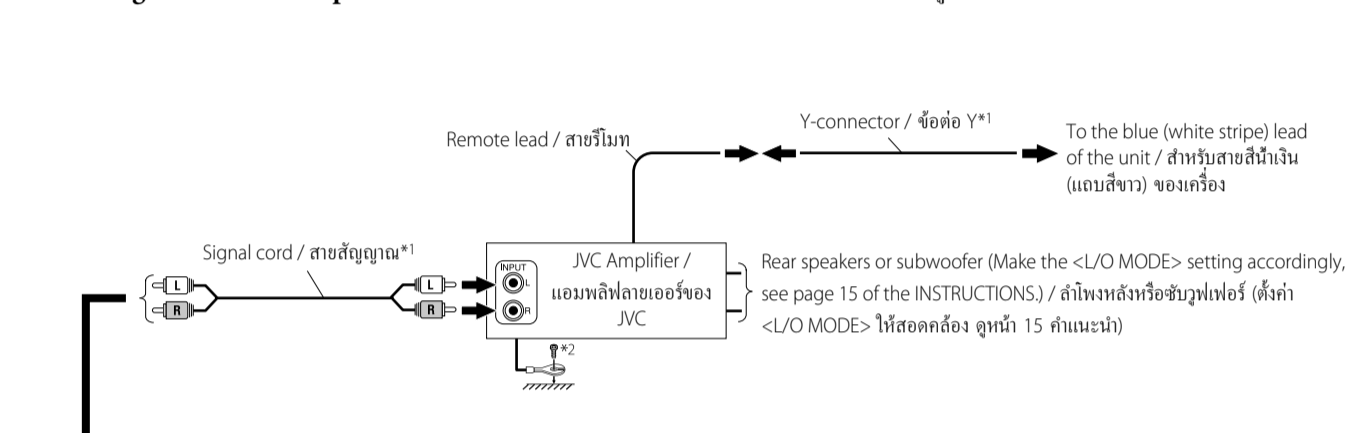 Remote lead / สายรีโมท
Y-connector / ข้อต่อ Y*1
To the blue (white stripe) lead
of the unit / สำหรับสายสีน้ำเงิน
(แถบสีขาว) ของเครื่อง
Signal cord / สายสัญญาณ*1
L
R
L
R
INPUT
L
R
JVC Amplifier /
แอมพลิฟลายเออร์ของ
JVC
Rear speakers or subwoofer (Make the <L/O MODE> setting accordingly,
see page 15 of the INSTRUCTIONS.) / ลำโพงหลังหรือซับวูฟเฟอร์ (ตั้งค่า
<L/O MODE> ให้สอดคล้อง ดูหน้า 15 คำแนะนำ)
*2